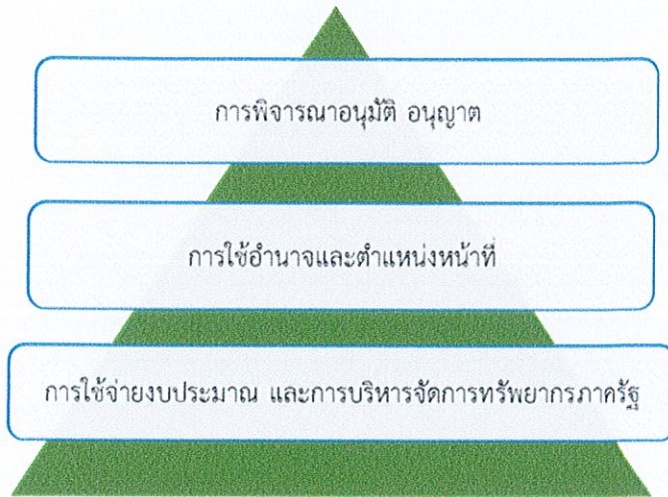 การพิจารณาอนุมัติ อนุญาต
การใช้อำนาจและตำแหน่งหน้าที่
การใช้จ่ายงบประมาณ และการบริหารจัดการทรัพยากรภาครัฐ